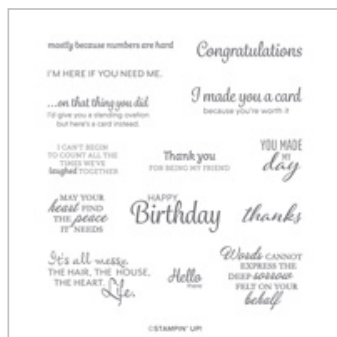 mostly because numbers are hard
Congratulations
I'M HERE IF YOU NEED ME.
I made you a card
because you're worth it
...on that thing you did
I'd give you a standing ovation
but here's a card instead.
I CAN'T BEGIN
TO COUNT ALL THE
TIMES WE'VE
laughed TOGETHER
Thank you
FOR BEING MY FRIEND
YOU MADE
MY
day
MAY YOUR
heart FIND
THE peace
IT NEEDS
HAPPY
Birthday
thanks
It's all messy.
THE HAIR, THE HOUSE,
THE HEART.
Life.
Hello
there
Words CANNOT
EXPRESS THE
DEEP sorrow
FELT ON YOUR
behalf
©STAMPIN' UP!